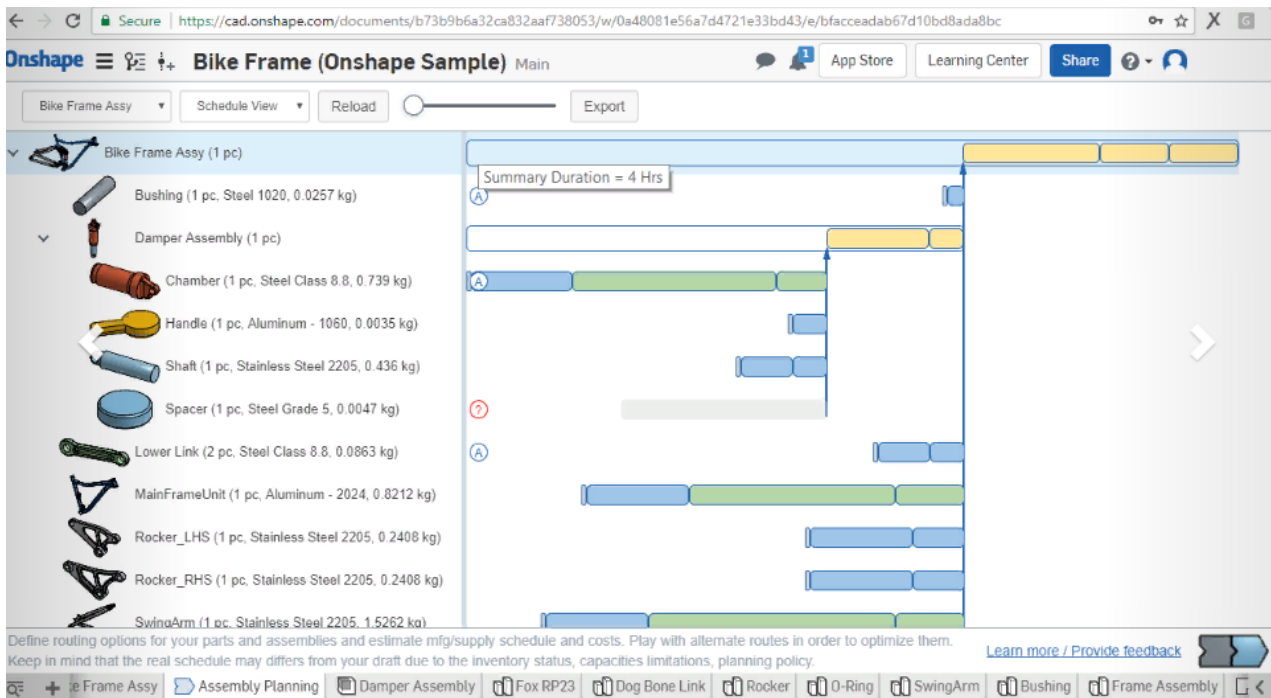 Secure | https://cad.onshape.com/documents/b73b9b6a32ca832aaf738053/w/0a48081e56a7d4721e33bd43/e/bfacceadab67d10bd8ada8bc X G
Onshape Bike Frame (Onshape Sample) Main 1 App Store Learning Center Share ?
Bike Frame Assy Schedule View Reload Export
Bike Frame Assy (1 pc)
Summary Duration = 4 Hrs
Bushing (1 pc, Steel 1020, 0.0257 kg) A
Damper Assembly (1 pc)
Chamber (1 pc, Steel Class 8.8, 0.739 kg) A
Handle (1 pc, Aluminum - 1060, 0.0035 kg)
Shaft (1 pc, Stainless Steel 2205, 0.436 kg)
Spacer (1 pc, Steel Grade 5, 0.0047 kg) ?
Lower Link (2 pc, Steel Class 8.8, 0.0863 kg) A
MainFrameUnit (1 pc, Aluminum - 2024, 0.8212 kg)
Rocker_LHS (1 pc, Stainless Steel 2205, 0.2408 kg)
Rocker_RHS (1 pc, Stainless Steel 2205, 0.2408 kg)
SwingArm (1 pc, Stainless Steel 2205, 1.5262 kg)
Define routing options for your parts and assemblies and estimate mfg/supply schedule and costs. Play with alternate routes in order to optimize them.
Keep in mind that the real schedule may differs from your draft due to the inventory status, capacities limitations, planning policy.
Learn more / Provide feedback
e Frame Assy Assembly Planning Damper Assembly Fox RP23 Dog Bone Link Rocker O-Ring SwingArm Bushing Frame Assembly